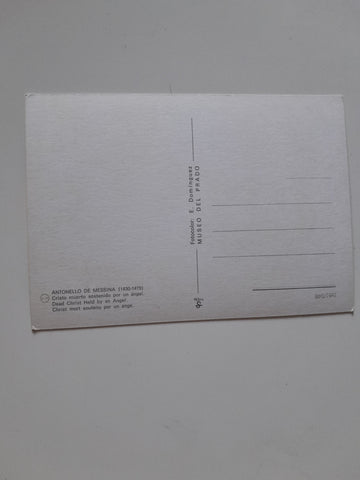 ANTONELLO DE MESSINA (1430-1479)
Cristo muerto sostenido por un ángel.
Dead Christ Held by an Angel.
Christ mort soutenu par un ange.
Fotocolor: E. Domínguez
MUSEO DEL PRADO